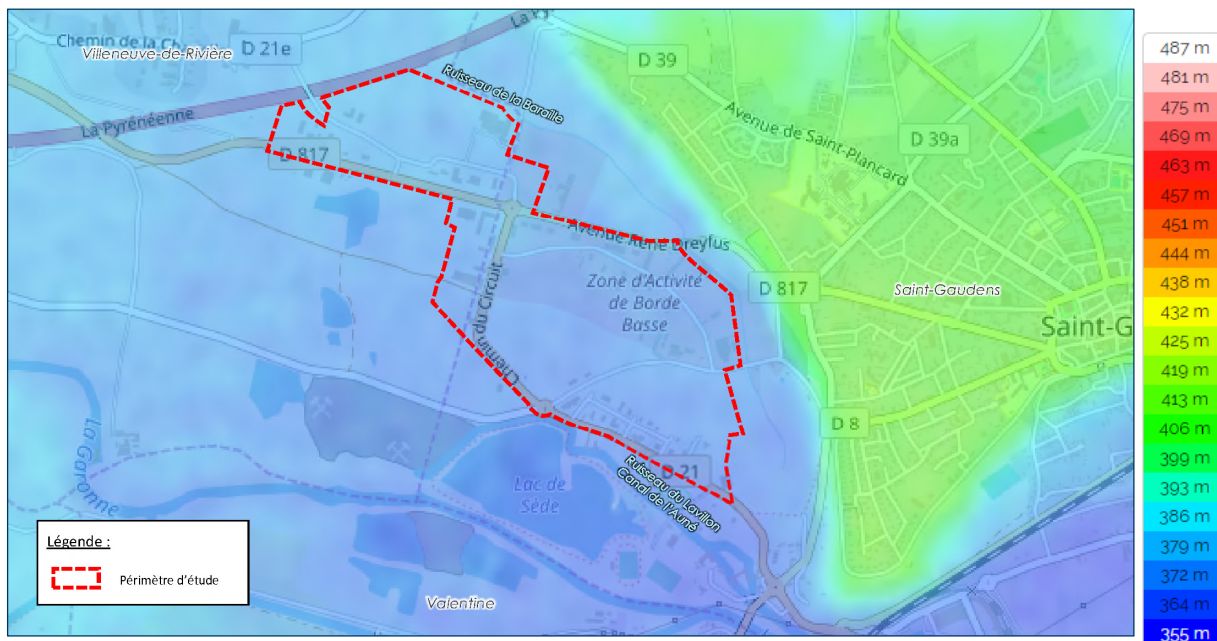 Chemin de la Ch
Villeneuve-de-Rivière
D 21e
La Py
D 39
Ruisseau de la Baraille
La Pyrénéenne
Avenue de Saint-Plancard
D 39a
D 817
Avenue René Dreyfus
Zone d'Activité
de Borde
Basse
D 817
Saint-Gaudens
Saint-G
Chemin du Circuit
D 8
La Garonne
Lac de
Sède
D 21
Ruisseau du Lavillon
Canal de l'Auné
Valentine
Légende :
Périmètre d'étude
487 m
481 m
475 m
469 m
463 m
457 m
451 m
444 m
438 m
432 m
425 m
419 m
413 m
406 m
399 m
393 m
386 m
379 m
372 m
364 m
355 m